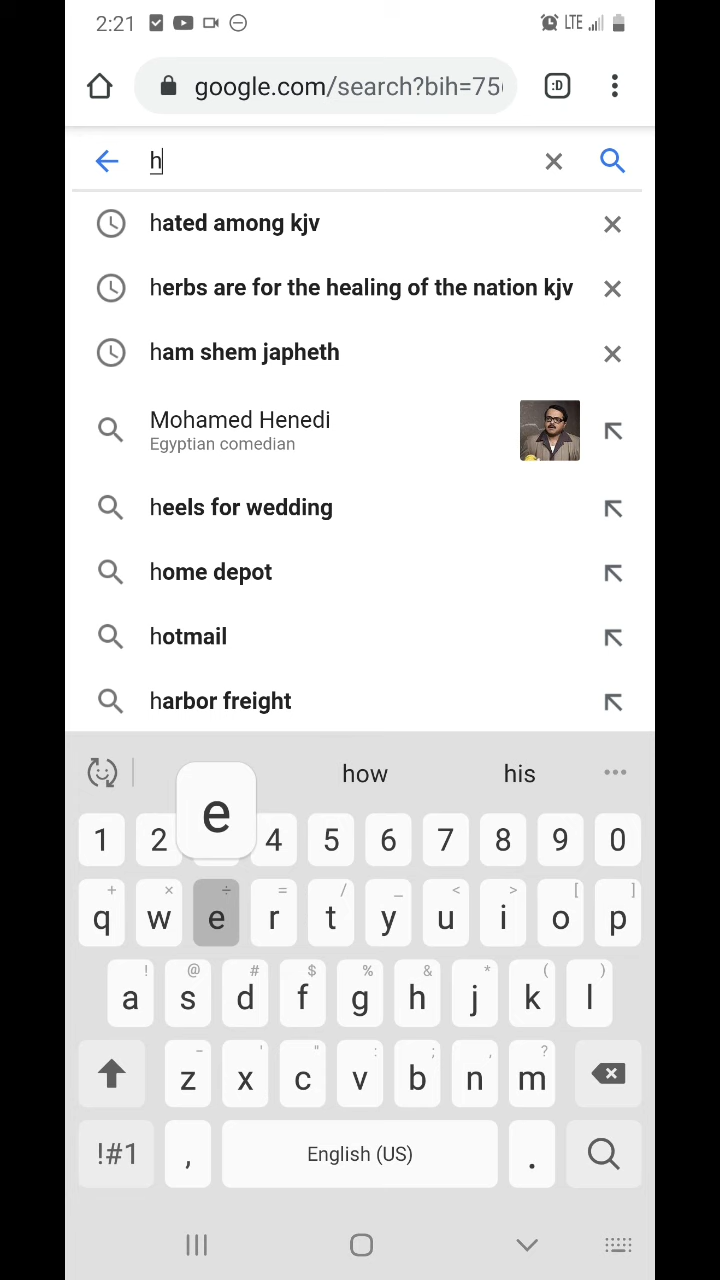 2:21 LTE
:D
google.com/search?bih=75
h
hated among kjv
herbs are for the healing of the nation kjv
ham shem japheth
Mohamed Henedi
Egyptian comedian
heels for wedding
home depot
hotmail
harbor freight
e how his
1 2 4 5 6 7 8 9 0
+ × ÷ = / _ < > [ ]
q w e r t y u i o p
! @ # $ % & * ( )
a s d f g h j k l
- ' " : ; , ?
z x c v b n m
!#1 , English (US) .